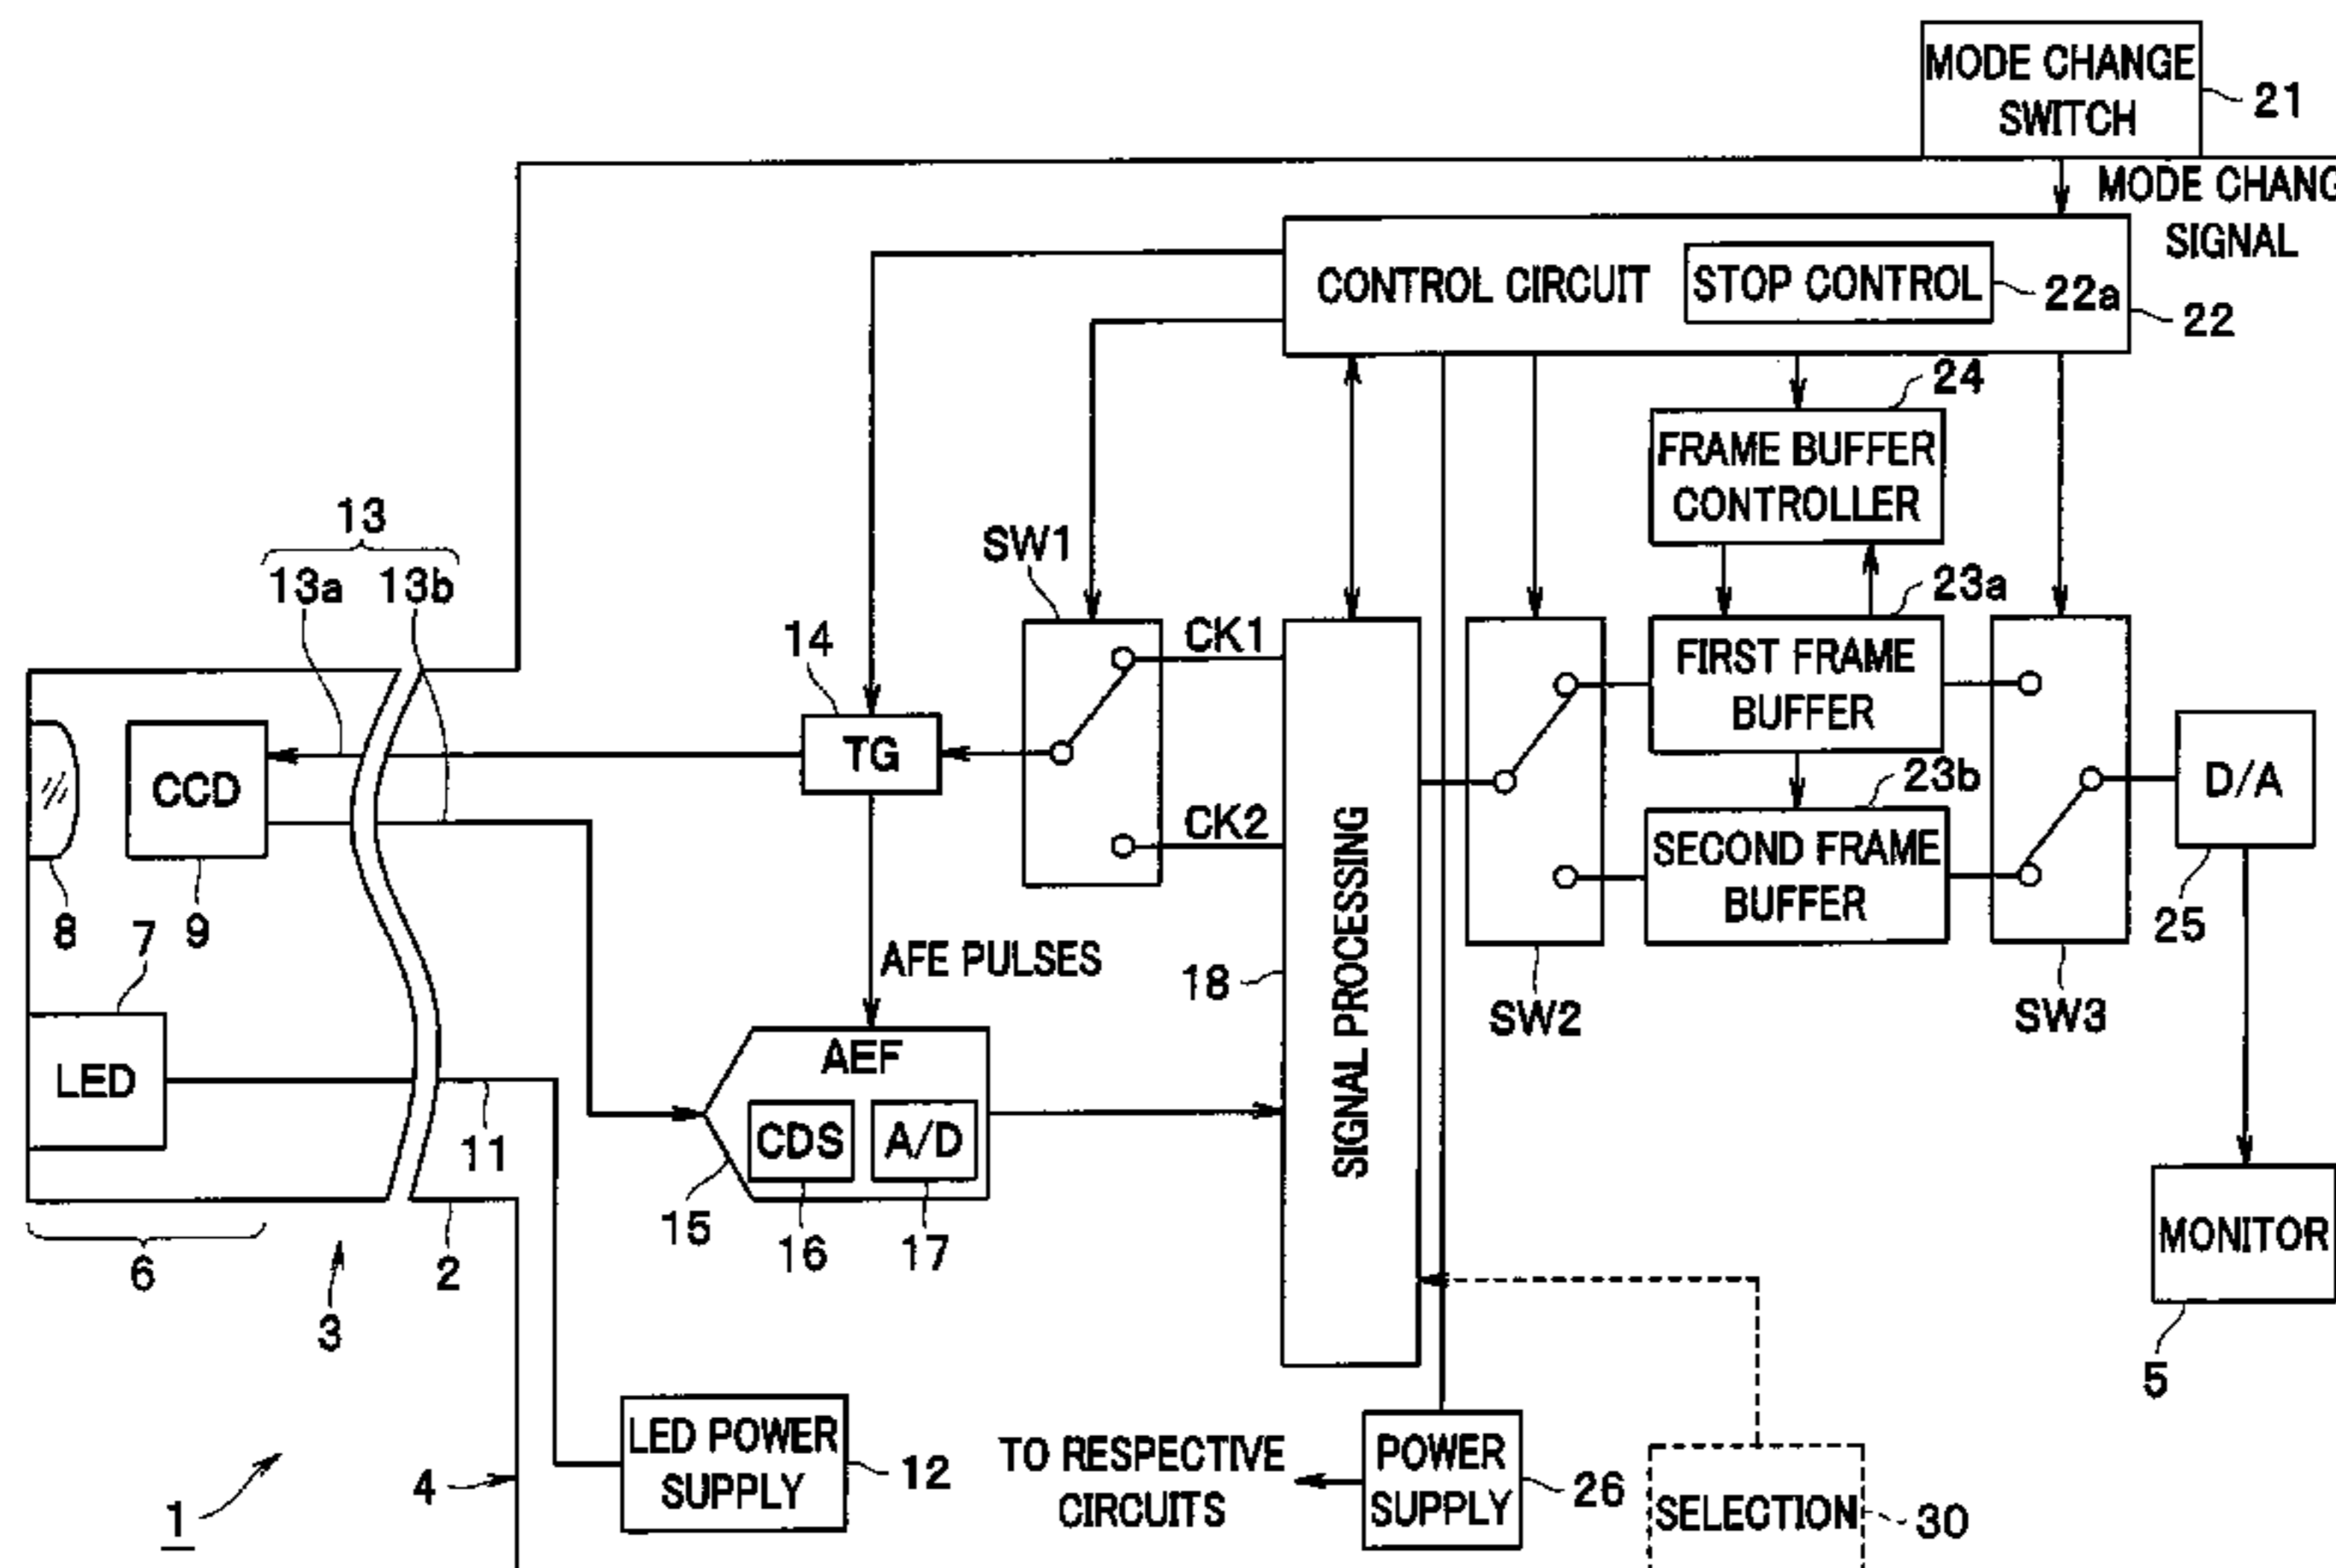 MODE CHANGE
SWITCH
21
MODE CHANG
SIGNAL
CONTROL CIRCUIT
STOP CONTROL
22a
22
24
FRAME BUFFER
CONTROLLER
13
13a
13b
SW1
14
CK1
23a
FIRST FRAME
BUFFER
TG
CCD
CK2
23b
D/A
SECOND FRAME
BUFFER
8
9
7
25
AFE PULSES
18
SIGNAL PROCESSING
SW2
SW3
LED
AEF
CDS
A/D
11
15
16
17
MONITOR
6
2
3
5
LED POWER
SUPPLY
12
TO RESPECTIVE
CIRCUITS
POWER
SUPPLY
26
SELECTION
30
4
1